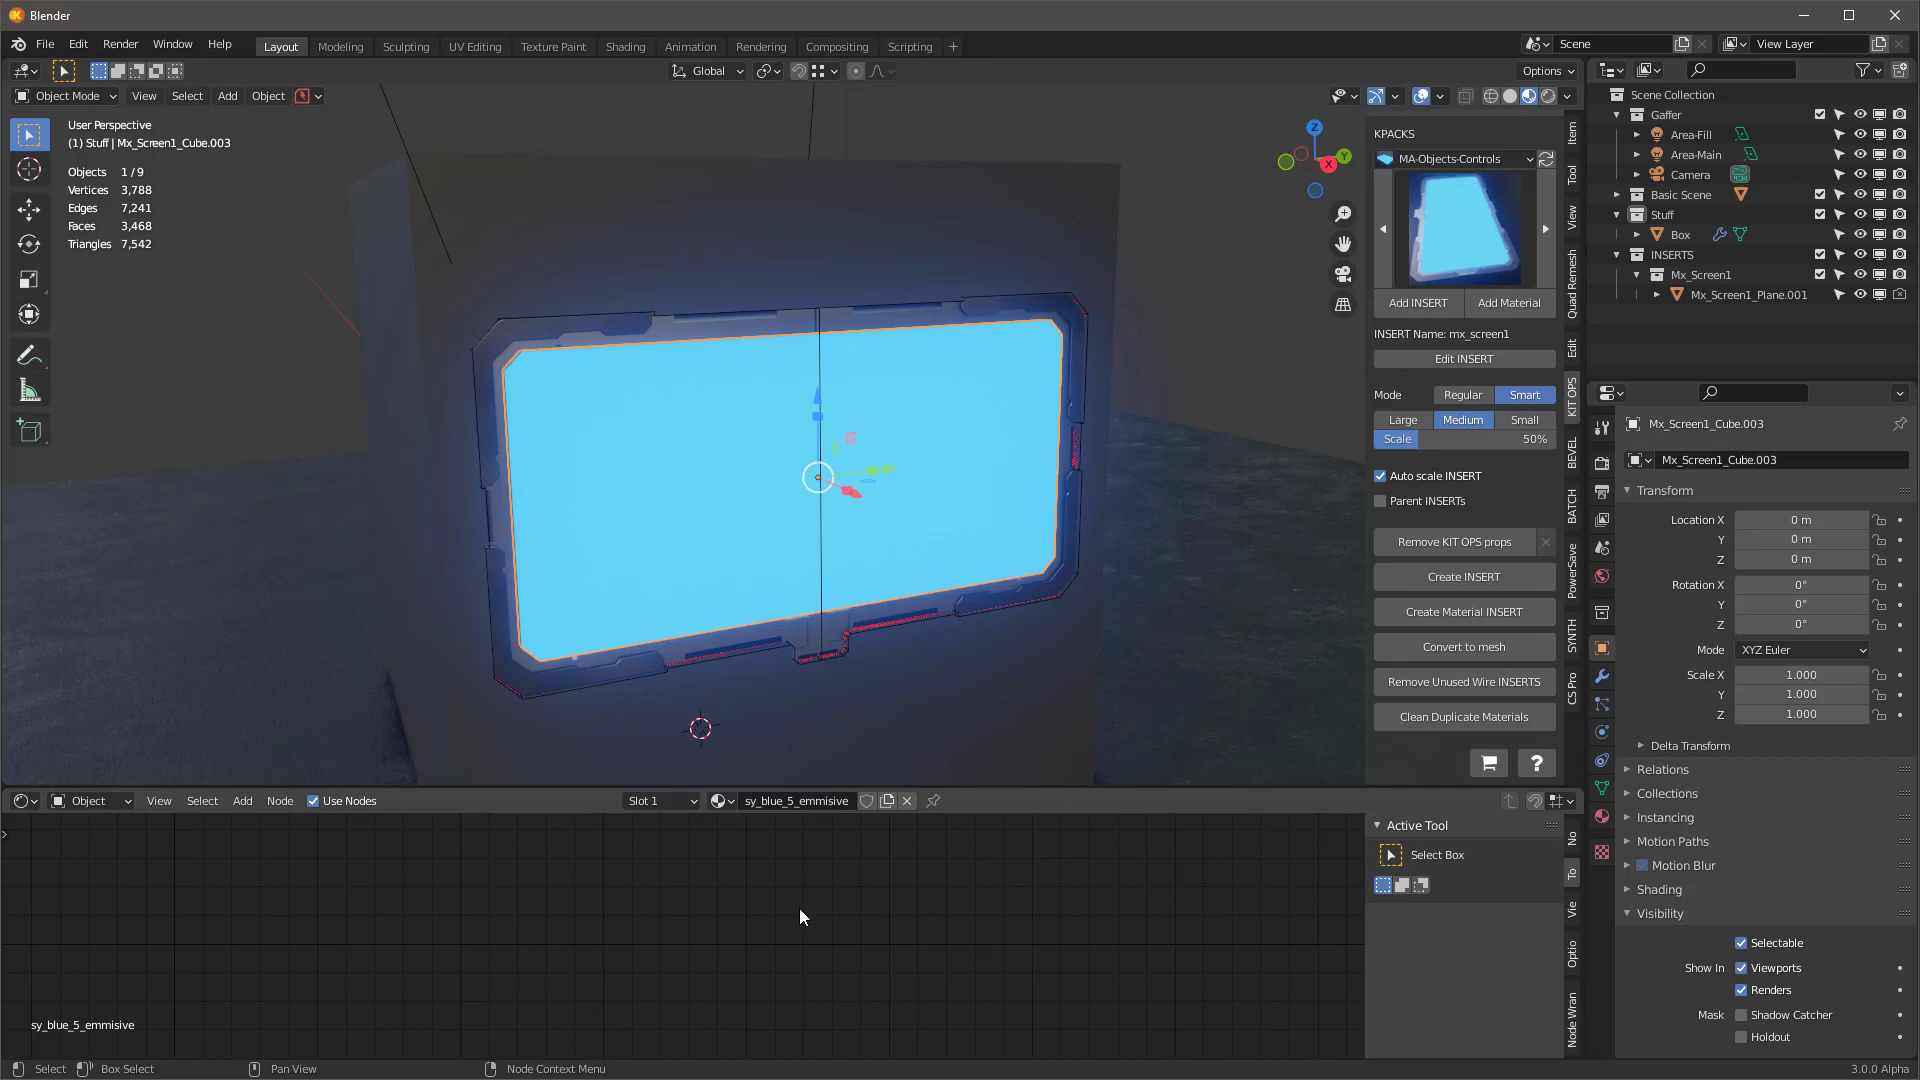 Blender
File Edit Render Window Help
Layout Modeling Sculpting UV Editing Texture Paint Shading Animation Rendering Compositing Scripting +
Scene
View Layer
Global
Options
Object Mode View Select Add Object
User Perspective
(1) Stuff | Mx_Screen1_Cube.003
Objects 1 / 9
Vertices 3,788
Edges 7,241
Faces 3,468
Triangles 7,542
Z
Y
X
KPACKS
MA-Objects-Controls
Add INSERT Add Material
INSERT Name: mx_screen1
Edit INSERT
Mode Regular Smart
Large Medium Small
Scale 50%
Auto scale INSERT
Parent INSERTs
Remove KIT OPS props
Create INSERT
Create Material INSERT
Convert to mesh
Remove Unused Wire INSERTS
Clean Duplicate Materials
?
Item
Tool
View
Quad Remesh
Edit
KIT OPS
BEVEL
BATCH
PowerSave
SYNTH
CS Pro
Scene Collection
Gaffer
Area-Fill
Area-Main
Camera
Basic Scene
Stuff
Box
INSERTS
Mx_Screen1
Mx_Screen1_Plane.001
Mx_Screen1_Cube.003
Mx_Screen1_Cube.003
Transform
Location X 0 m
Y 0 m
Z 0 m
Rotation X 0°
Y 0°
Z 0°
Mode XYZ Euler
Scale X 1.000
Y 1.000
Z 1.000
Delta Transform
Relations
Collections
Instancing
Motion Paths
Motion Blur
Shading
Visibility
Selectable
Show In Viewports
Renders
Mask Shadow Catcher
Holdout
Object View Select Add Node Use Nodes
Slot 1
sy_blue_5_emmisive
Active Tool
Select Box
No
To
Vie
Optio
Node Wran
sy_blue_5_emmisive
Select Box Select Pan View Node Context Menu 3.0.0 Alpha